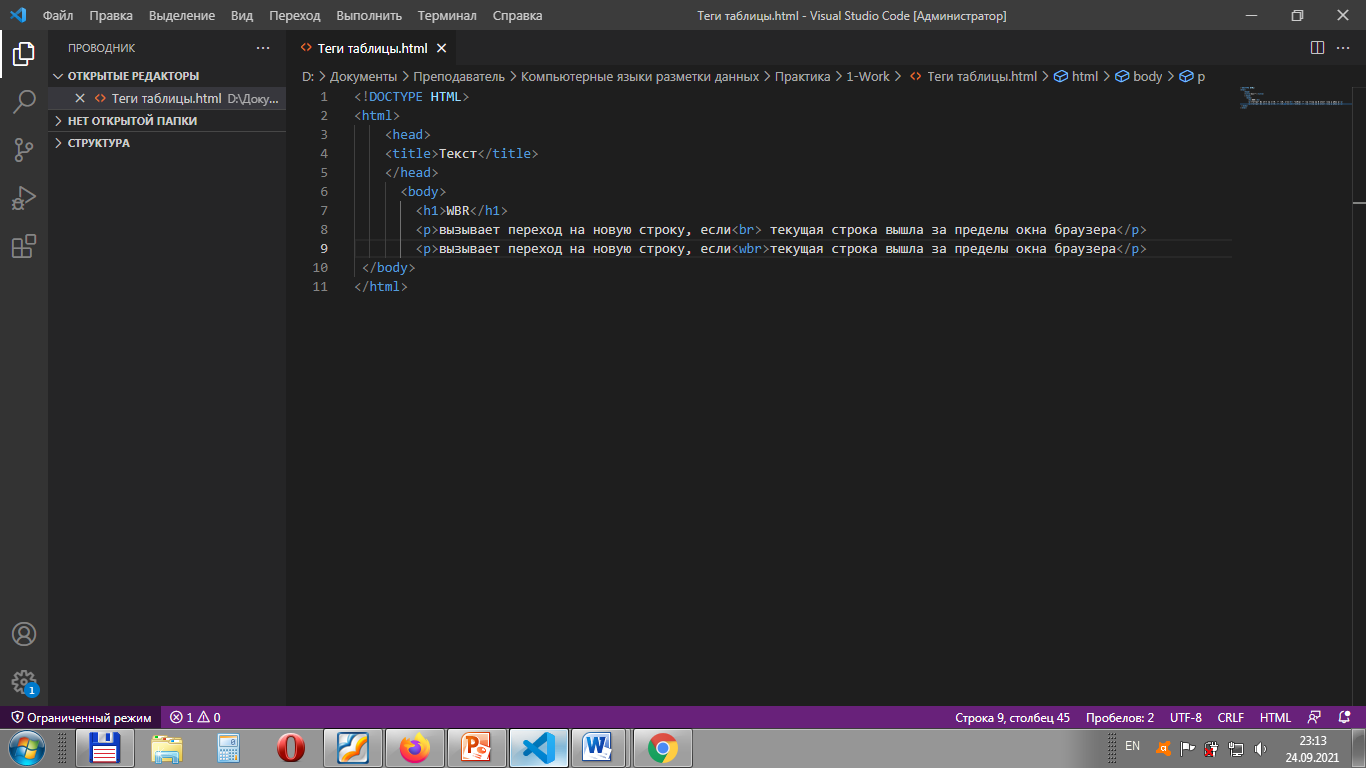 Файл Правка Выделение Вид Переход Выполнить Терминал Справка Теги таблицы.html - Visual Studio Code [Администратор]
ПРОВОДНИК ···
ОТКРЫТЫЕ РЕДАКТОРЫ
Теги таблицы.html D:\Доку...
НЕТ ОТКРЫТОЙ ПАПКИ
СТРУКТУРА
Теги таблицы.html
D: > Документы > Преподаватель > Компьютерные языки разметки данных > Практика > 1-Work > Теги таблицы.html > html > body > p
1 <!DOCTYPE HTML>
2 <html>
3 <head>
4 <title>Текст</title>
5 </head>
6 <body>
7 <h1>WBR</h1>
8 <p>вызывает переход на новую строку, если<br> текущая строка вышла за пределы окна браузера</p>
9 <p>вызывает переход на новую строку, если<wbr>текущая строка вышла за пределы окна браузера</p>
10 </body>
11 </html>
1
Ограниченный режим 1 0 Строка 9, столбец 45 Пробелов: 2 UTF-8 CRLF HTML
EN 23:13
24.09.2021